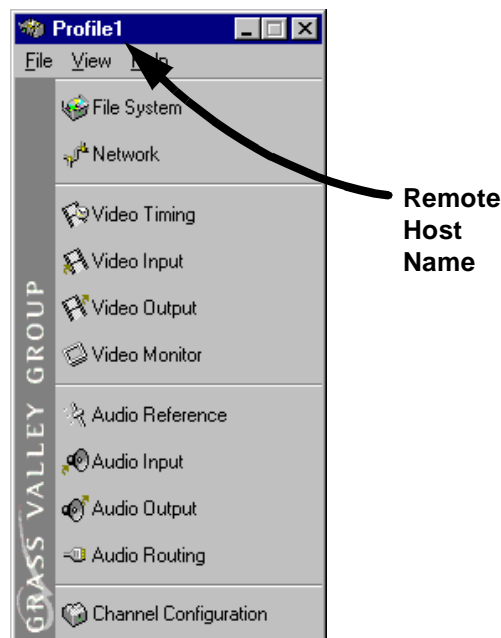 Profile1
File View Help
File System
Network
Video Timing
Video Input
Video Output
Video Monitor
Audio Reference
Audio Input
Audio Output
Audio Routing
Channel Configuration
GRASS VALLEY GROUP
Remote
Host
Name